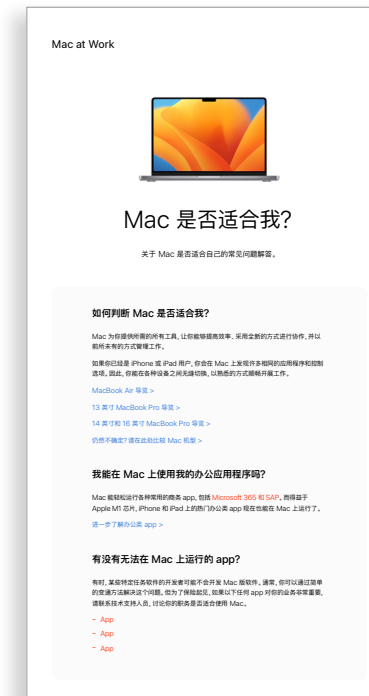 Mac at Work
Mac 是否适合我？
关于 Mac 是否适合自己的常见问题解答。
如何判断 Mac 是否适合我？
Mac 为你提供所需的所有工具，让你能够提高效率、采用全新的方式进行协作，并以
前所未有的方式管理工作。
如果你已经是 iPhone 或 iPad 用户，你会在 Mac 上发现许多相同的应用程序和控制
选项。因此，你能在各种设备之间无缝切换，以熟悉的方式顺畅开展工作。
MacBook Air 导览 >
13 英寸 MacBook Pro 导览 >
14 英寸和 16 英寸 MacBook Pro 导览 >
仍然不确定？请在此处比较 Mac 机型 >
我能在 Mac 上使用我的办公应用程序吗？
Mac 能轻松运行各种常用的商务 app，包括 Microsoft 365 和 SAP。而得益于
Apple M1 芯片，iPhone 和 iPad 上的热门办公类 app 现在也能在 Mac 上运行了。
进一步了解办公类 app >
有没有无法在 Mac 上运行的 app？
有时，某些特定任务软件的开发者可能不会开发 Mac 版软件。通常，你可以通过简单
的变通方法解决这个问题。但为了保险起见，如果以下任何 app 对你的业务非常重要，
请联系技术支持人员，讨论你的职务是否适合使用 Mac。
- App
- App
- App